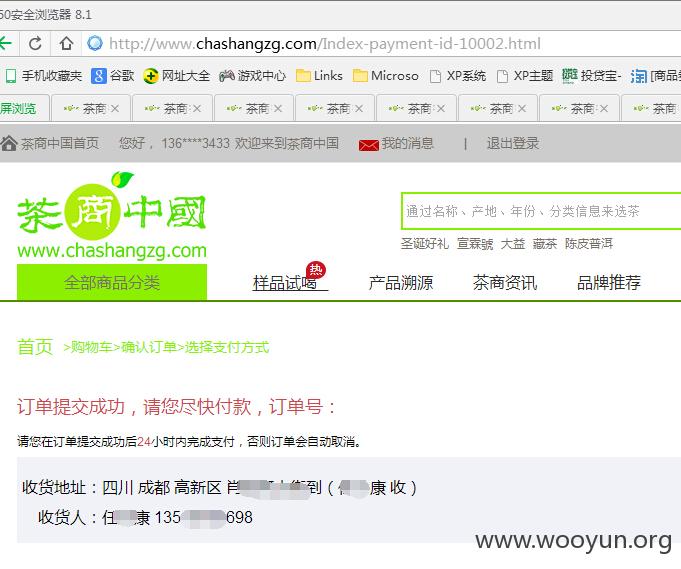 50安全浏览器 8.1
http://www.chashangzg.com/Index-payment-id-10002.html
手机收藏夹 谷歌 网址大全 游戏中心 Links Microso XP系统 XP主题 投贷宝- [商品
屏浏览 茶商· 茶商· 茶商· 茶商· 茶商· 茶商· 茶商· 茶商
茶商中国首页 您好， 136****3433 欢迎来到茶商中国 我的消息 | 退出登录
茶商中國
www.chashangzg.com
通过名称、产地、年份、分类信息来选茶
圣诞好礼 宣霖號 大益 藏茶 陈皮普洱
全部商品分类 样品试喝 热 产品溯源 茶商资讯 品牌推荐
首页 >购物车>确认订单>选择支付方式
订单提交成功，请您尽快付款，订单号：
请您在订单提交成功后24小时内完成支付，否则订单会自动取消。
收货地址：四川 成都 高新区 肖 到（ 康 收）
收货人：任 康 135 698
www.wooyun.org